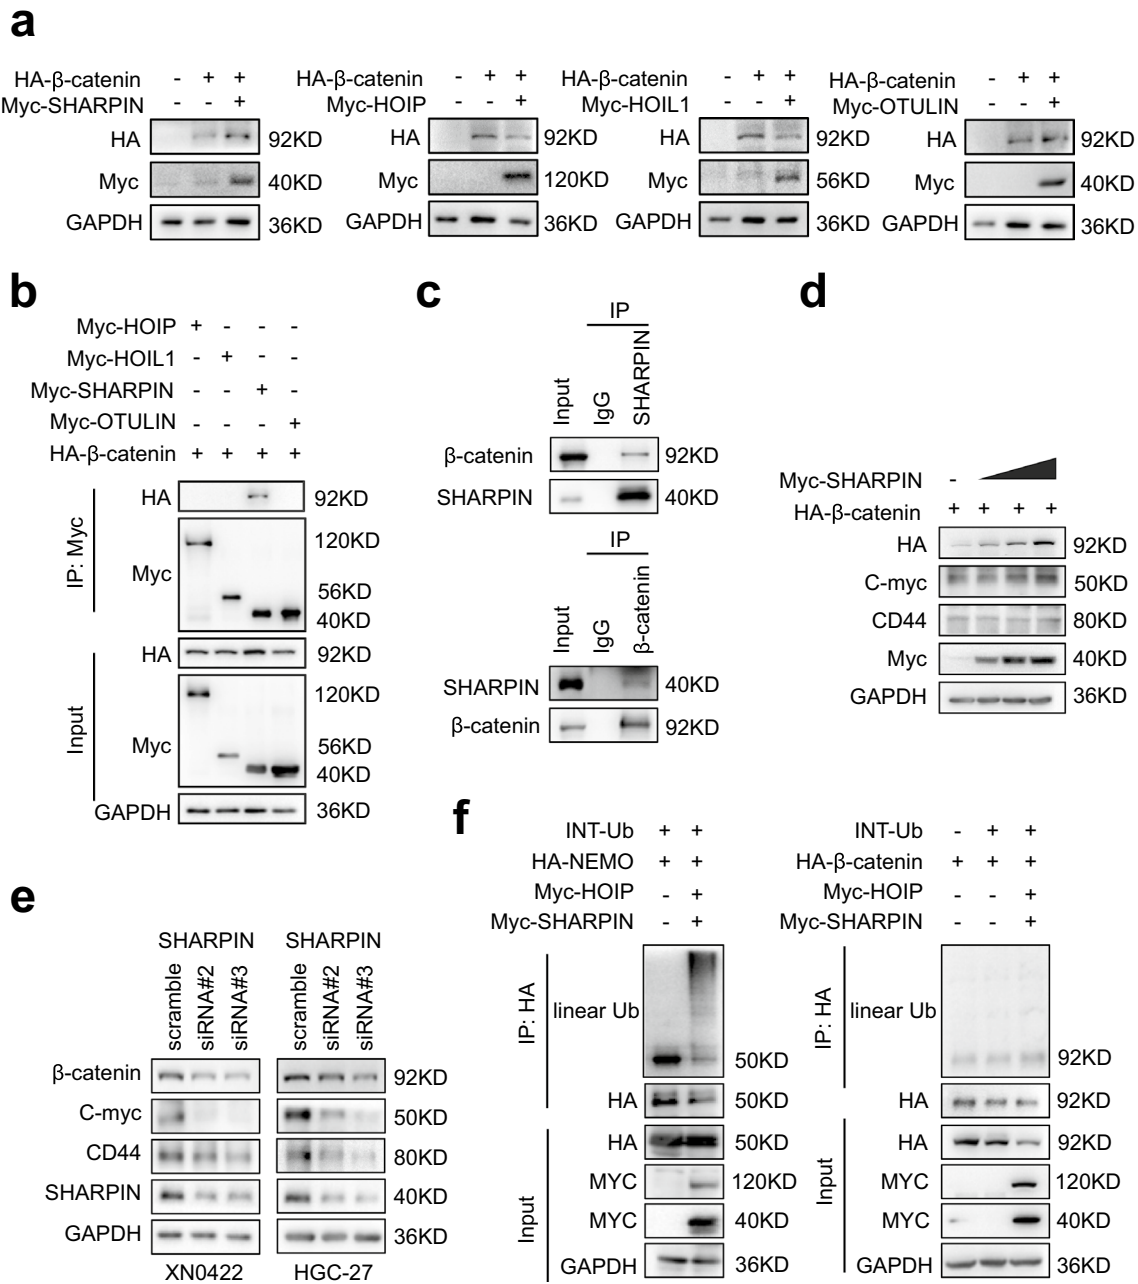 a
HA-β-catenin - + +
Myc-SHARPIN - - +
HA 92KD
Myc 40KD
GAPDH 36KD
HA-β-catenin - + +
Myc-HOIP - - +
HA 92KD
Myc 120KD
GAPDH 36KD
HA-β-catenin - + +
Myc-HOIL1 - - +
HA 92KD
Myc 56KD
GAPDH 36KD
HA-β-catenin - + +
Myc-OTULIN - - +
HA 92KD
Myc 40KD
GAPDH 36KD
b
Myc-HOIP + - - -
Myc-HOIL1 - + - -
Myc-SHARPIN - - + -
Myc-OTULIN - - - +
HA-β-catenin + + + +
IP: Myc
HA 92KD
Myc 120KD
56KD
40KD
Input
HA 92KD
Myc 120KD
56KD
40KD
GAPDH 36KD
c
IP
Input IgG SHARPIN
β-catenin 92KD
SHARPIN 40KD
IP
Input IgG β-catenin
SHARPIN 40KD
β-catenin 92KD
d
Myc-SHARPIN -
HA-β-catenin + + + +
HA 92KD
C-myc 50KD
CD44 80KD
Myc 40KD
GAPDH 36KD
e
SHARPIN SHARPIN
scramble siRNA#2 siRNA#3 scramble siRNA#2 siRNA#3
β-catenin 92KD
C-myc 50KD
CD44 80KD
SHARPIN 40KD
GAPDH 36KD
XN0422 HGC-27
f
INT-Ub + +
HA-NEMO + +
Myc-HOIP - +
Myc-SHARPIN - +
IP: HA
linear Ub 50KD
HA 50KD
Input
HA 50KD
MYC 120KD
MYC 40KD
GAPDH 36KD
INT-Ub - + +
HA-β-catenin + + +
Myc-HOIP - - +
Myc-SHARPIN - - +
IP: HA
linear Ub 92KD
HA 92KD
Input
HA 92KD
MYC 120KD
MYC 40KD
GAPDH 36KD